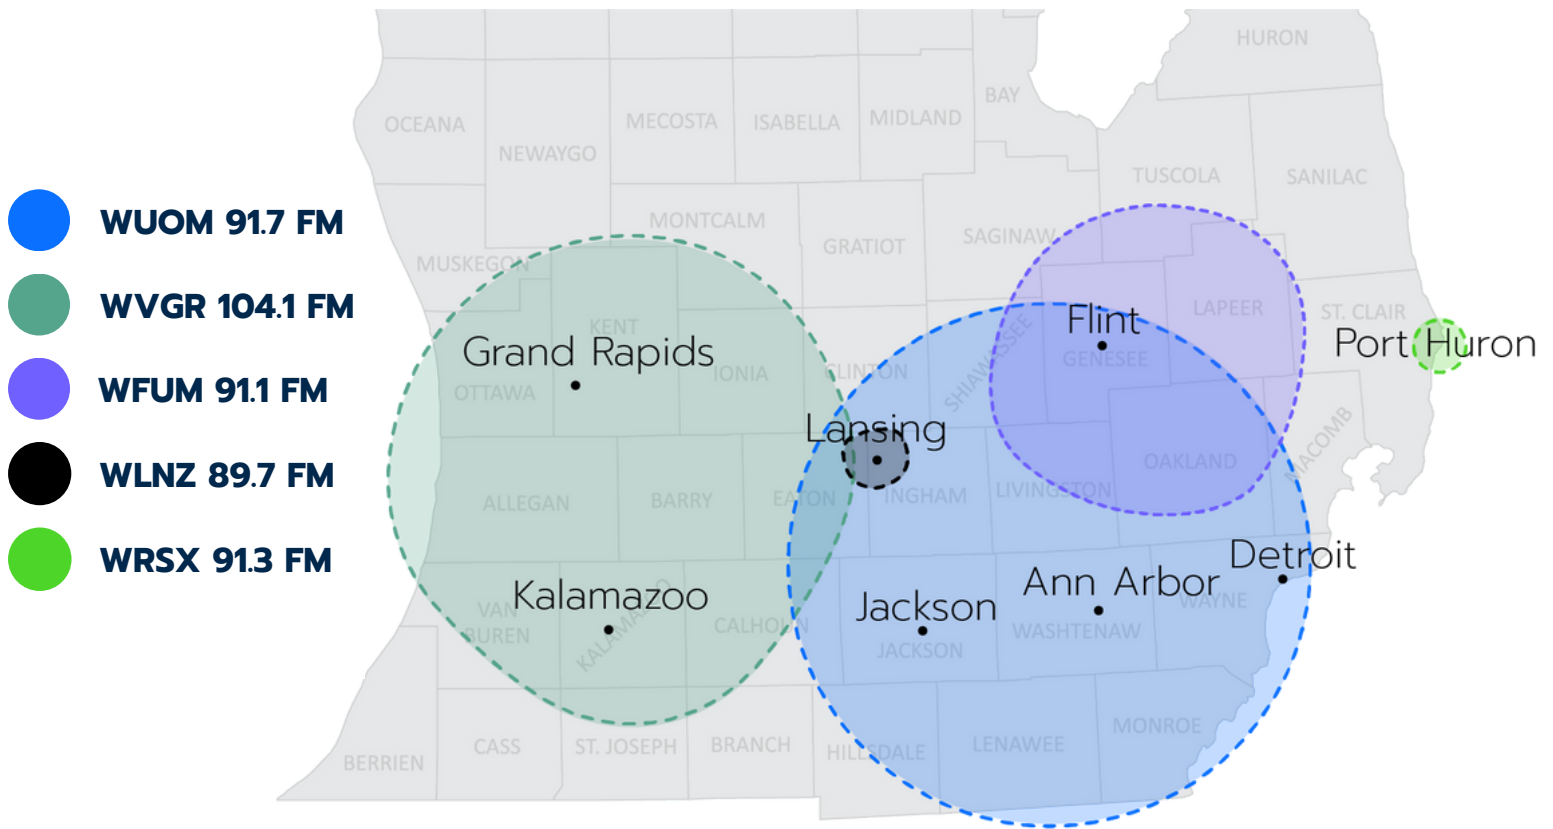 WUOM 91.7 FM
WVGR 104.1 FM
WFUM 91.1 FM
WLNZ 89.7 FM
WRSX 91.3 FM
HURON
BAY
OCEANA
MECOSTA
ISABELLA
MIDLAND
NEWAYGO
TUSCOLA
SANILAC
MONTCALM
GRATIOT
SAGINAW
MUSKEGON
KENT
LAPEER
ST. CLAIR
Flint
Port Huron
Grand Rapids
GENESEE
SHIAWASSEE
CLINTON
IONIA
OTTAWA
Lansing
MACOMB
OAKLAND
LIVINGSTON
INGHAM
EATON
BARRY
ALLEGAN
Detroit
Ann Arbor
Kalamazoo
Jackson
WAYNE
VAN
BUREN
KALAMAZOO
CALHOUN
JACKSON
WASHTENAW
MONROE
LENAWEE
HILLSDALE
BRANCH
ST. JOSEPH
CASS
BERRIEN